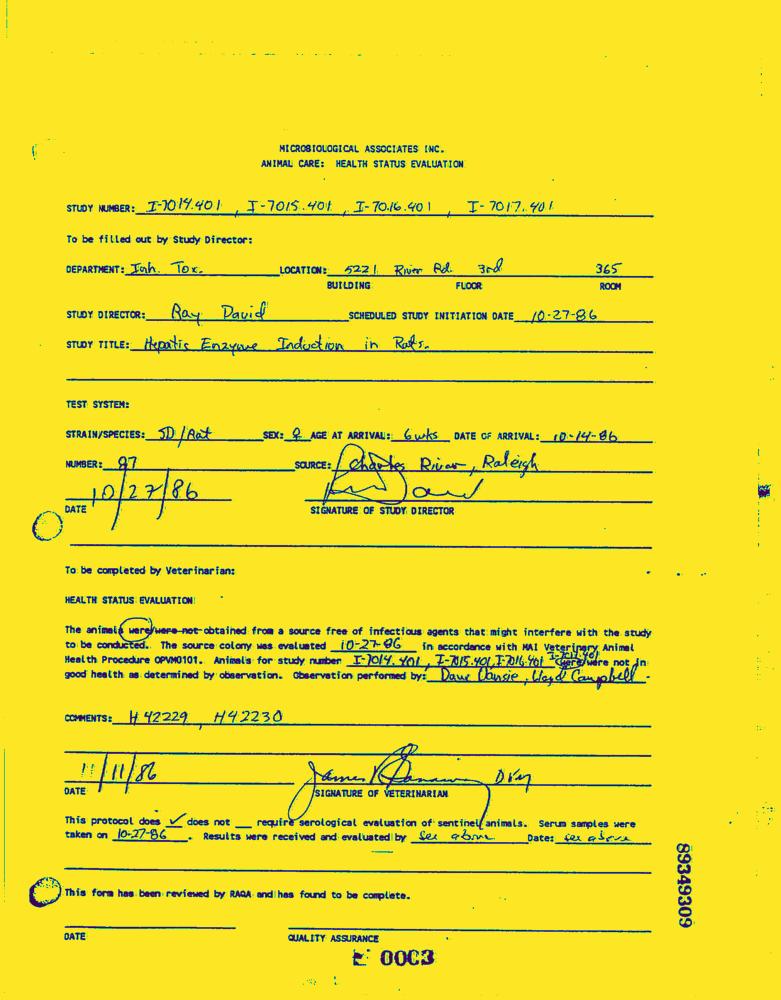 MICROBIOLOGICAL ASSOCIATES INC.
ANIMAL CARE: HEALTH STATUS EVALUATION
STUDY NUMBER: I-7014.401, I-7015.401, I-7016.401, I-7017.401
To be filled out by Study Director:
DEPARTMENT: Inh. Tox. LOCATION: 5221 River Rd. 3rd 365
BUILDING FLOOR ROOM
STUDY DIRECTOR: Ray David SCHEDULED STUDY INITIATION DATE 10-27-86
STUDY TITLE: Hepatic Enzyme Induction in Rats.
TEST SYSTEM:
STRAIN/SPECIES: SD/Rat SEX: ♀ AGE AT ARRIVAL: 6wks DATE OF ARRIVAL: 10-14-86
NUMBER: 87 SOURCE: Charles River, Raleigh
10/27/86
DATE SIGNATURE OF STUDY DIRECTOR
To be completed by Veterinarian:
HEALTH STATUS EVALUATION:
The animals were/were not obtained from a source free of infectious agents that might interfere with the study
to be conducted. The source colony was evaluated 10-27-86 in accordance with MAI Veterinary Animal
I-7017.401
Health Procedure OPVM0101. Animals for study number I-7014.401, I-7015.401, I-7016.401 were/were not in
good health as determined by observation. Observation performed by: Dave Lloyd Campbell
COMMENTS: H42229, H42230
11/11/86 James DVM
DATE SIGNATURE OF VETERINARIAN
This protocol does ✓ does not __ require serological evaluation of sentinel animals. Serum samples were
taken on 10-27-86. Results were received and evaluated by see above Date: see above
This form has been reviewed by RAQA and has found to be complete.
DATE QUALITY ASSURANCE
0003
89349309